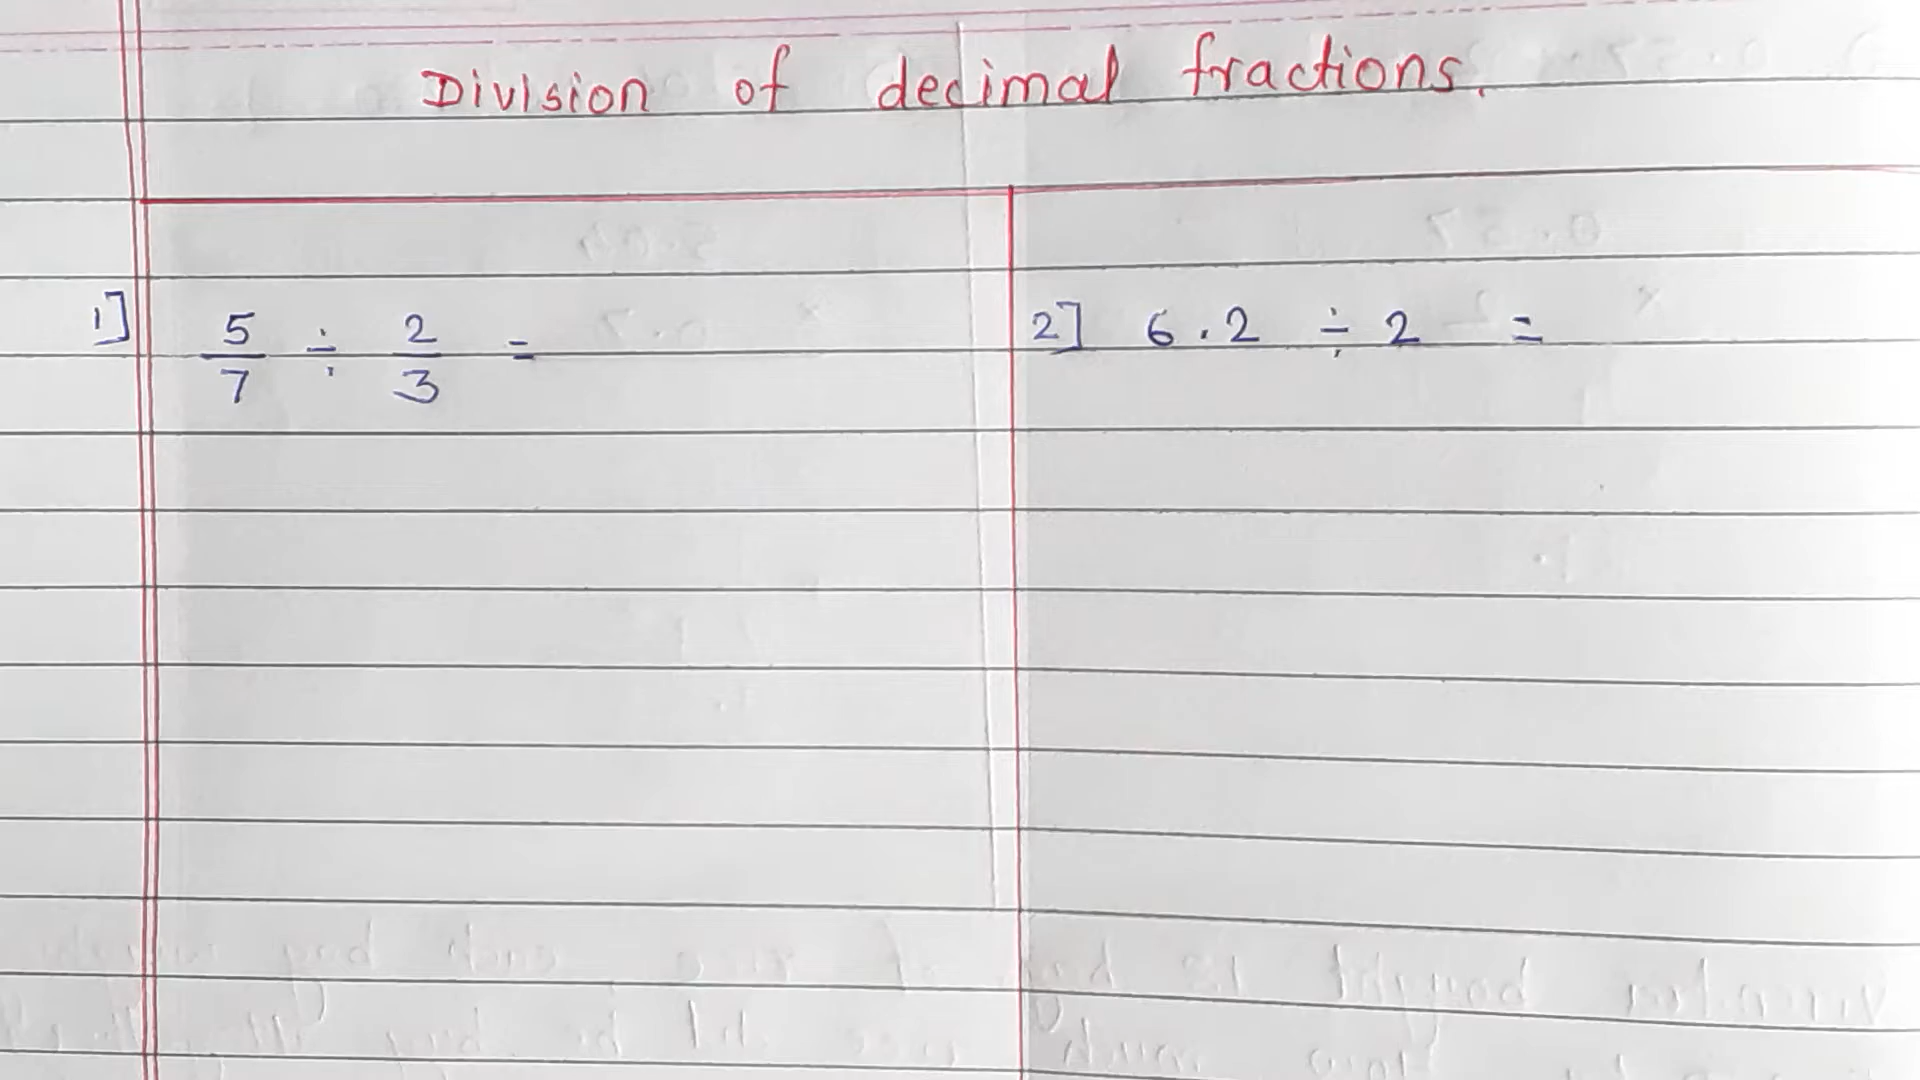 Division of decimal fractions.
1] 5/7 ÷ 2/3 =
2] 6.2 ÷ 2 =